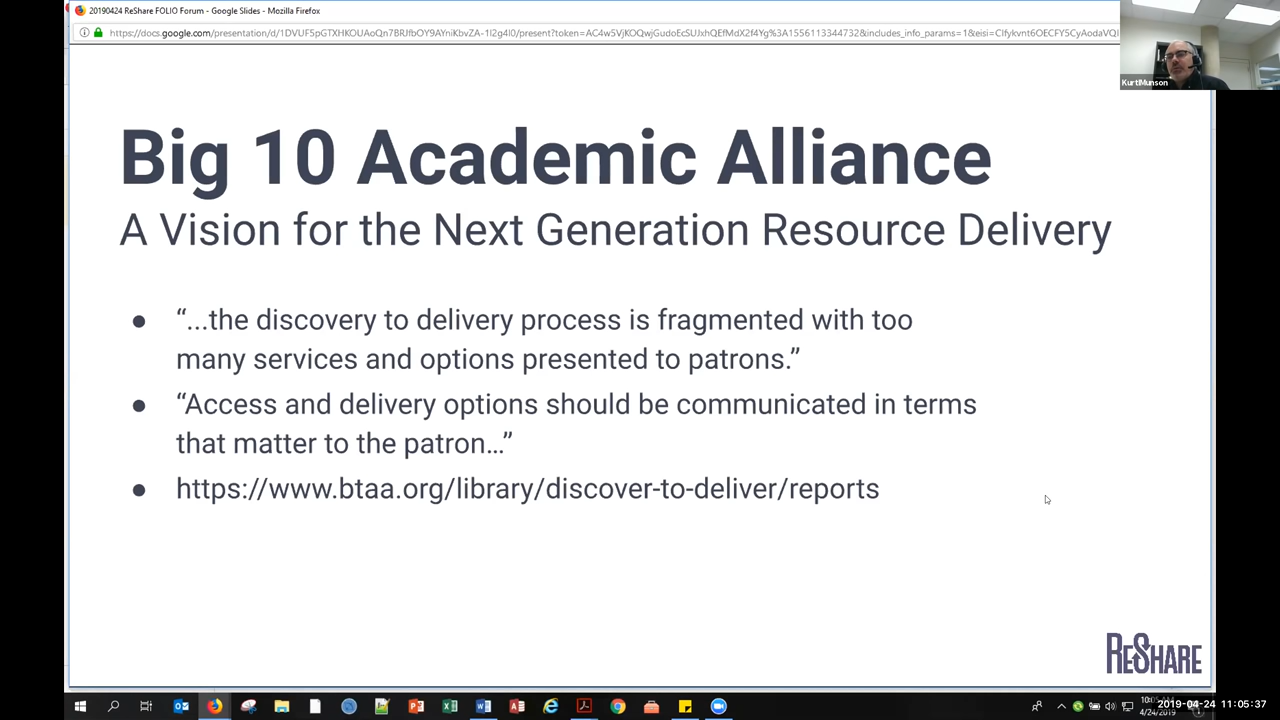 20190424 ReShare FOLIO Forum - Google Slides - Mozilla Firefox
KurtMunson
Big 10 Academic Alliance
A Vision for the Next Generation Resource Delivery
● “...the discovery to delivery process is fragmented with too
many services and options presented to patrons.”
● “Access and delivery options should be communicated in terms
that matter to the patron…”
● https://www.btaa.org/library/discover-to-deliver/reports
RESHARE
4/24/2019
2019-04-24 11:05:37